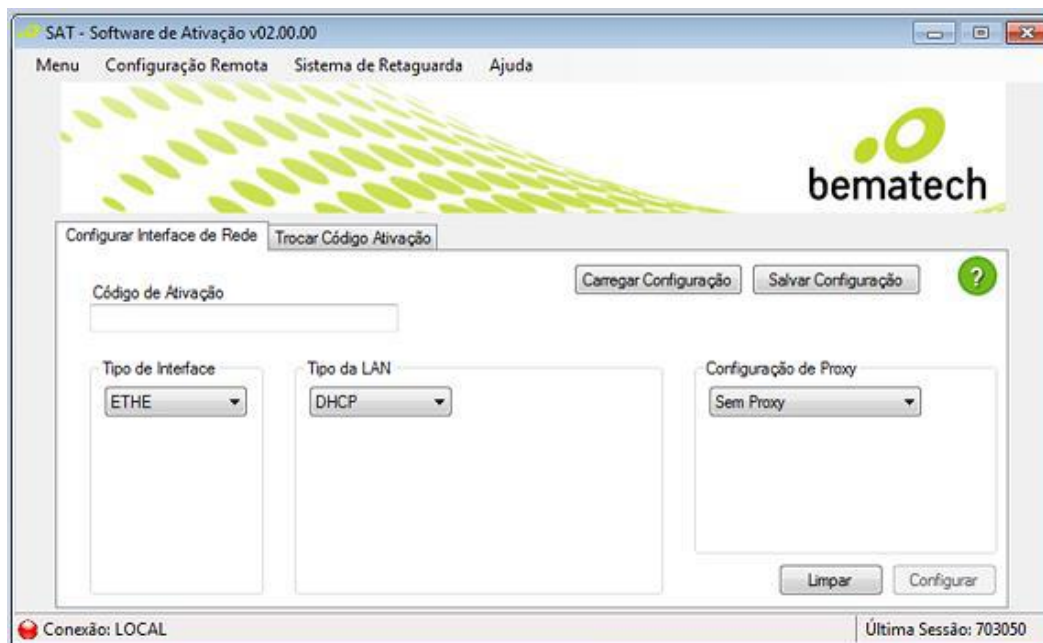 SAT - Software de Ativação v02.00.00
Menu Configuração Remota Sistema de Retaguarda Ajuda
bematech
Configurar Interface de Rede Trocar Código Ativação
Carregar Configuração Salvar Configuração ?
Código de Ativação
Tipo de Interface Tipo da LAN Configuração de Proxy
ETHE DHCP Sem Proxy
Limpar Configurar
Conexão: LOCAL Última Sessão: 703050